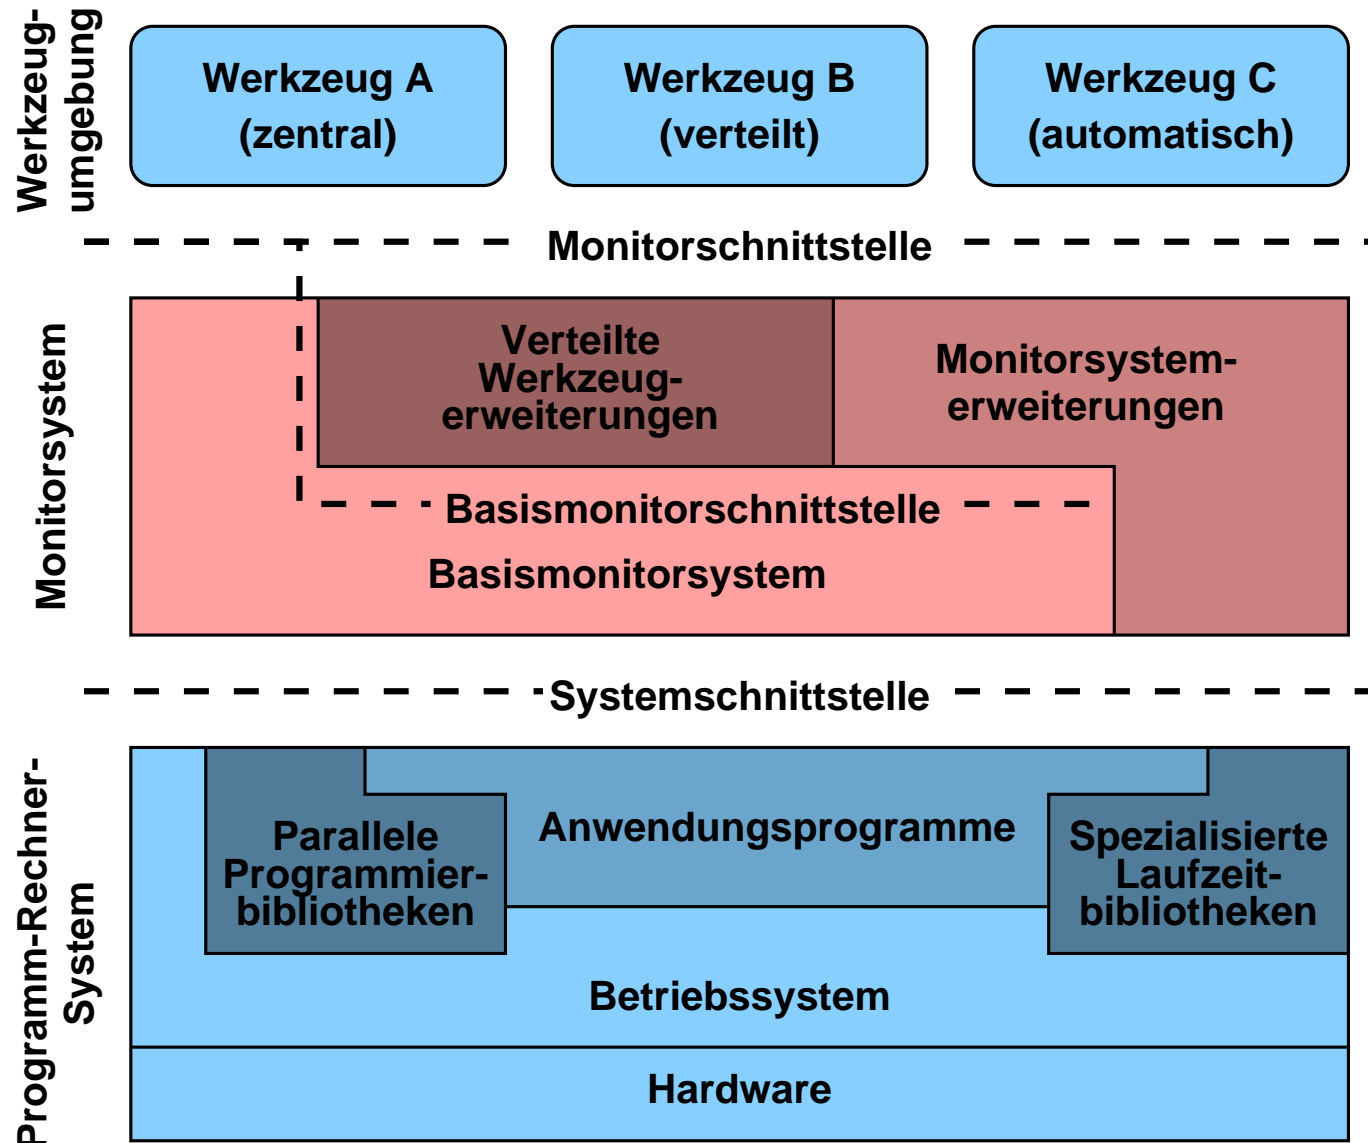 Werkzeug-
umgebung
Werkzeug A
(zentral)
Werkzeug B
(verteilt)
Werkzeug C
(automatisch)
Monitorschnittstelle
Monitorsystem
Verteilte
Werkzeug-
erweiterungen
Monitorsystem-
erweiterungen
Basismonitorschnittstelle
Basismonitorsystem
Systemschnittstelle
Programm-Rechner-
System
Parallele
Programmier-
bibliotheken
Anwendungsprogramme
Spezialisierte
Laufzeit-
bibliotheken
Betriebssystem
Hardware